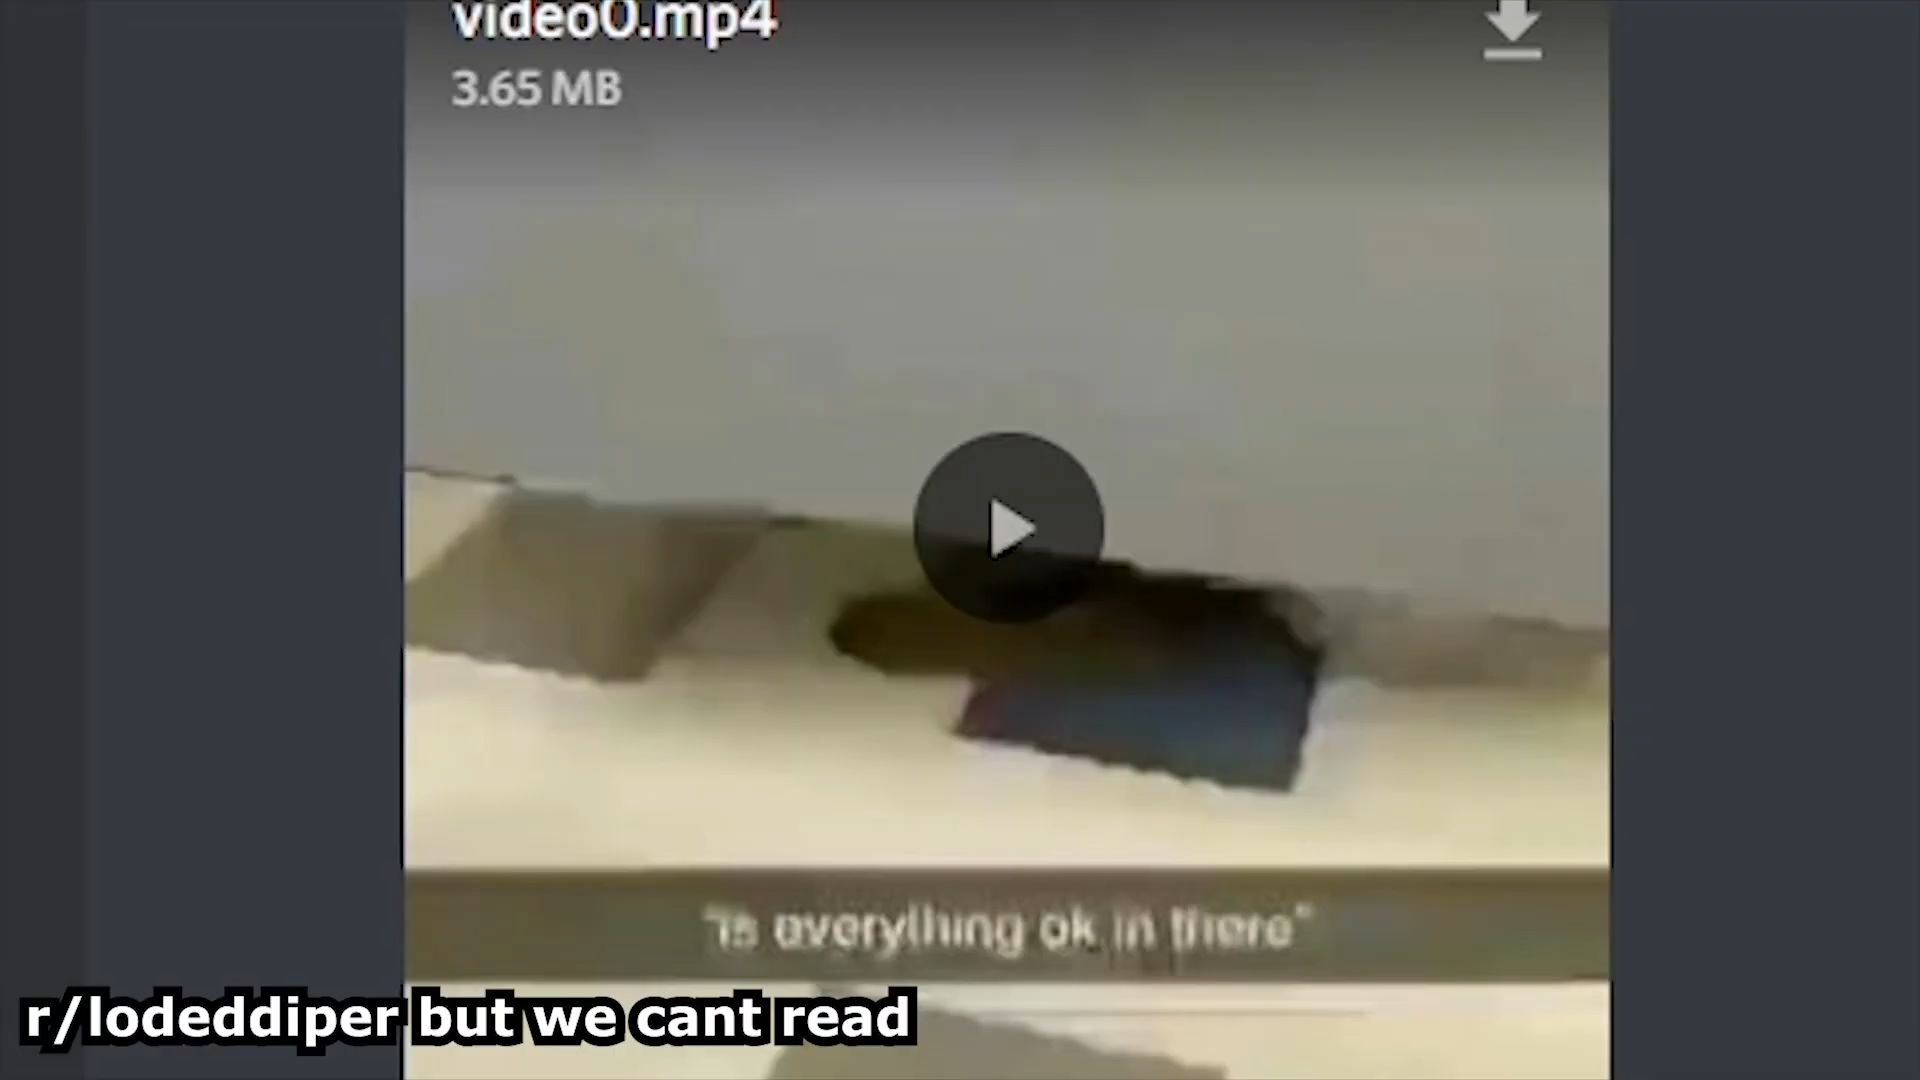 video0.mp4
3.65 MB
"is everything ok in there"
r/lodeddiper but we cant read